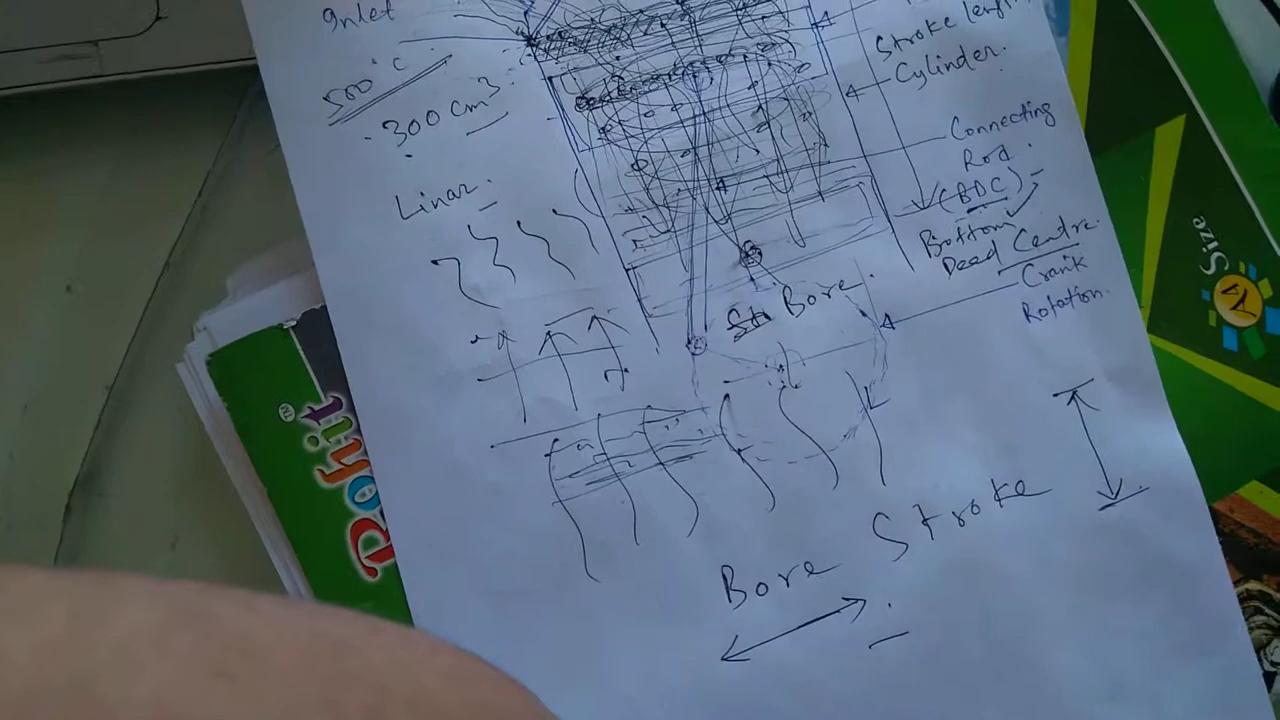 Inlet
500°C
300 cm³.
Linar.
Stroke
Cylinder.
Connecting
Rod.
(BDC)
Bottom
Dead Centre
Crank
Rotation.
Bore.
Stroke
Bore
Rohit®
Size
A4